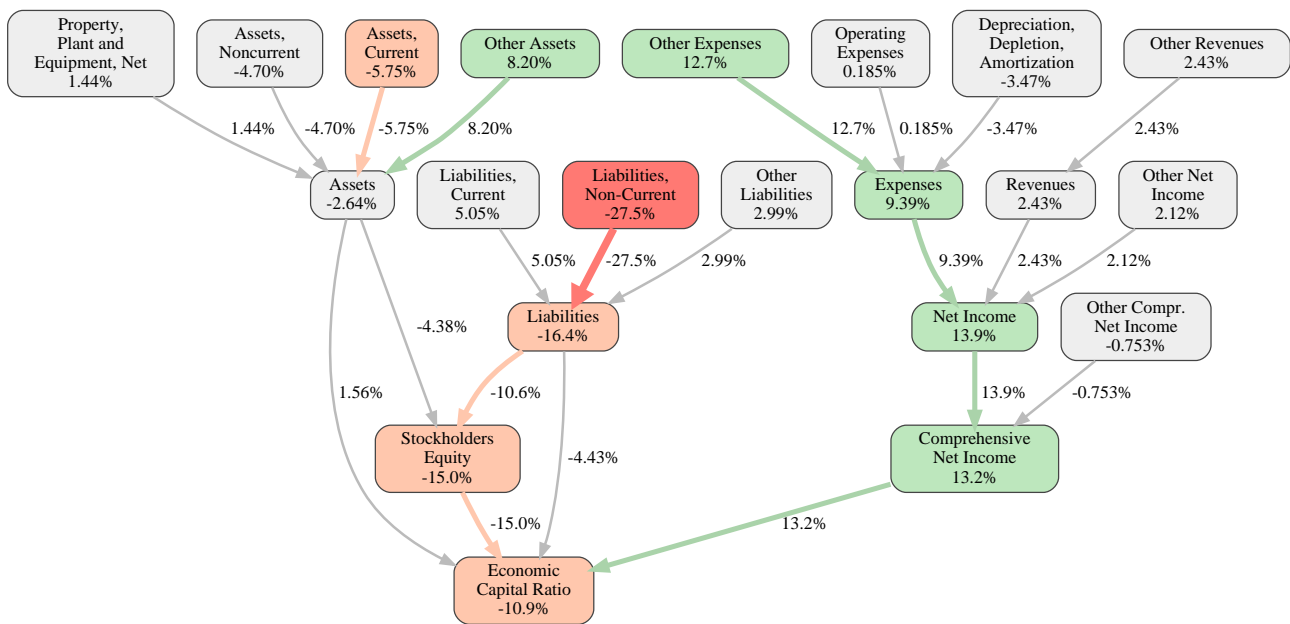 Property,
Plant and
Equipment, Net
1.44%
Assets,
Noncurrent
-4.70%
Assets,
Current
-5.75%
Other Assets
8.20%
Other Expenses
12.7%
Operating
Expenses
0.185%
Depreciation,
Depletion,
Amortization
-3.47%
Other Revenues
2.43%
1.44%
-4.70%
-5.75%
8.20%
12.7%
0.185%
-3.47%
2.43%
Assets
-2.64%
Liabilities,
Current
5.05%
Liabilities,
Non-Current
-27.5%
Other
Liabilities
2.99%
Expenses
9.39%
Revenues
2.43%
Other Net
Income
2.12%
5.05%
-27.5%
2.99%
9.39%
2.43%
2.12%
-4.38%
Liabilities
-16.4%
Net Income
13.9%
Other Compr.
Net Income
-0.753%
1.56%
-10.6%
13.9%
-0.753%
Stockholders
Equity
-15.0%
-4.43%
Comprehensive
Net Income
13.2%
-15.0%
13.2%
Economic
Capital Ratio
-10.9%